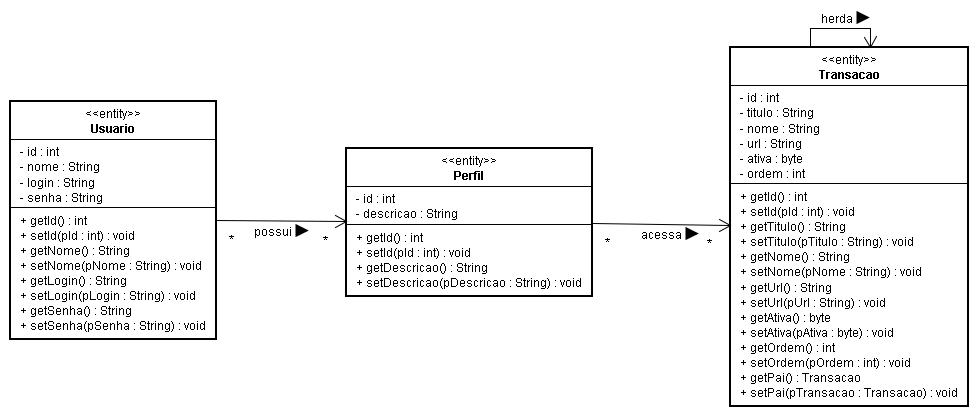 <<entity>>
Usuario
- id : int
- nome : String
- login : String
- senha : String
+ getId() : int
+ setId(pId : int) : void
+ getNome() : String
+ setNome(pNome : String) : void
+ getLogin() : String
+ setLogin(pLogin : String) : void
+ getSenha() : String
+ setSenha(pSenha : String) : void
* possui ▶ *
<<entity>>
Perfil
- id : int
- descricao : String
+ getId() : int
+ setId(pId : int) : void
+ getDescricao() : String
+ setDescricao(pDescricao : String) : void
* acessa ▶ *
herda ▶
<<entity>>
Transacao
- id : int
- titulo : String
- nome : String
- url : String
- ativa : byte
- ordem : int
+ getId() : int
+ setId(pId : int) : void
+ getTitulo() : String
+ setTitulo(pTitulo : String) : void
+ getNome() : String
+ setNome(pNome : String) : void
+ getUrl() : String
+ setUrl(pUrl : String) : void
+ getAtiva() : byte
+ setAtiva(pAtiva : byte) : void
+ getOrdem() : int
+ setOrdem(pOrdem : int) : void
+ getPai() : Transacao
+ setPai(pTransacao : Transacao) : void